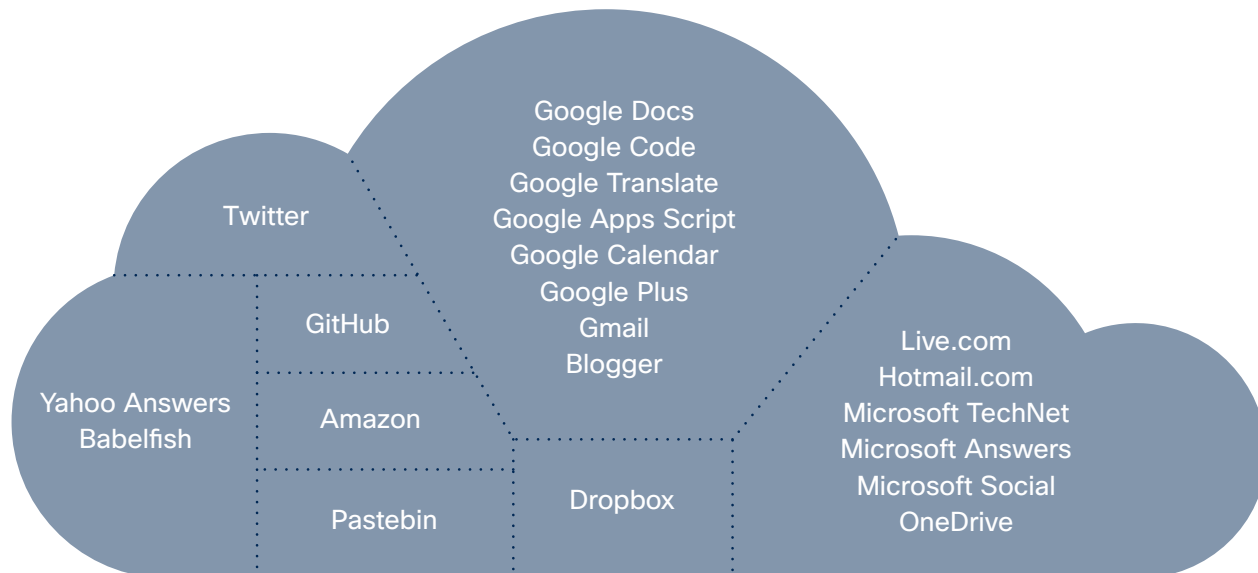 Google Docs
Google Code
Google Translate
Google Apps Script
Google Calendar
Google Plus
Gmail
Blogger
Twitter
GitHub
Amazon
Pastebin
Yahoo Answers
Babelfish
Dropbox
Live.com
Hotmail.com
Microsoft TechNet
Microsoft Answers
Microsoft Social
OneDrive